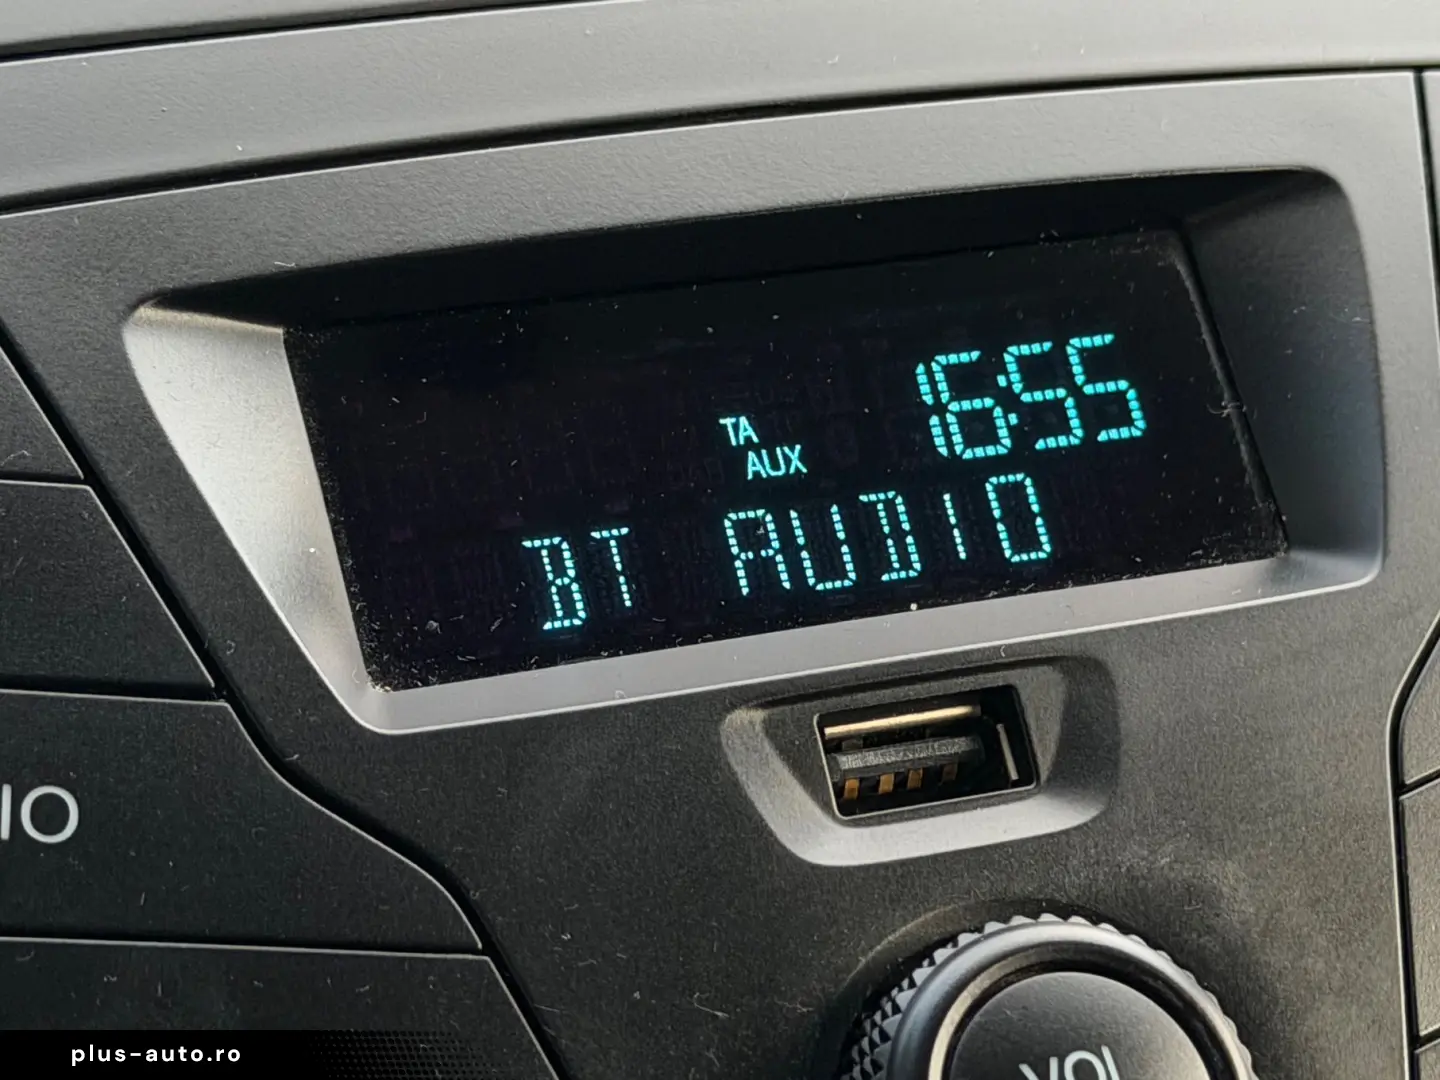 16:55
TA
AUX
BT AUDIO
IO
VOL
plus-auto.ro